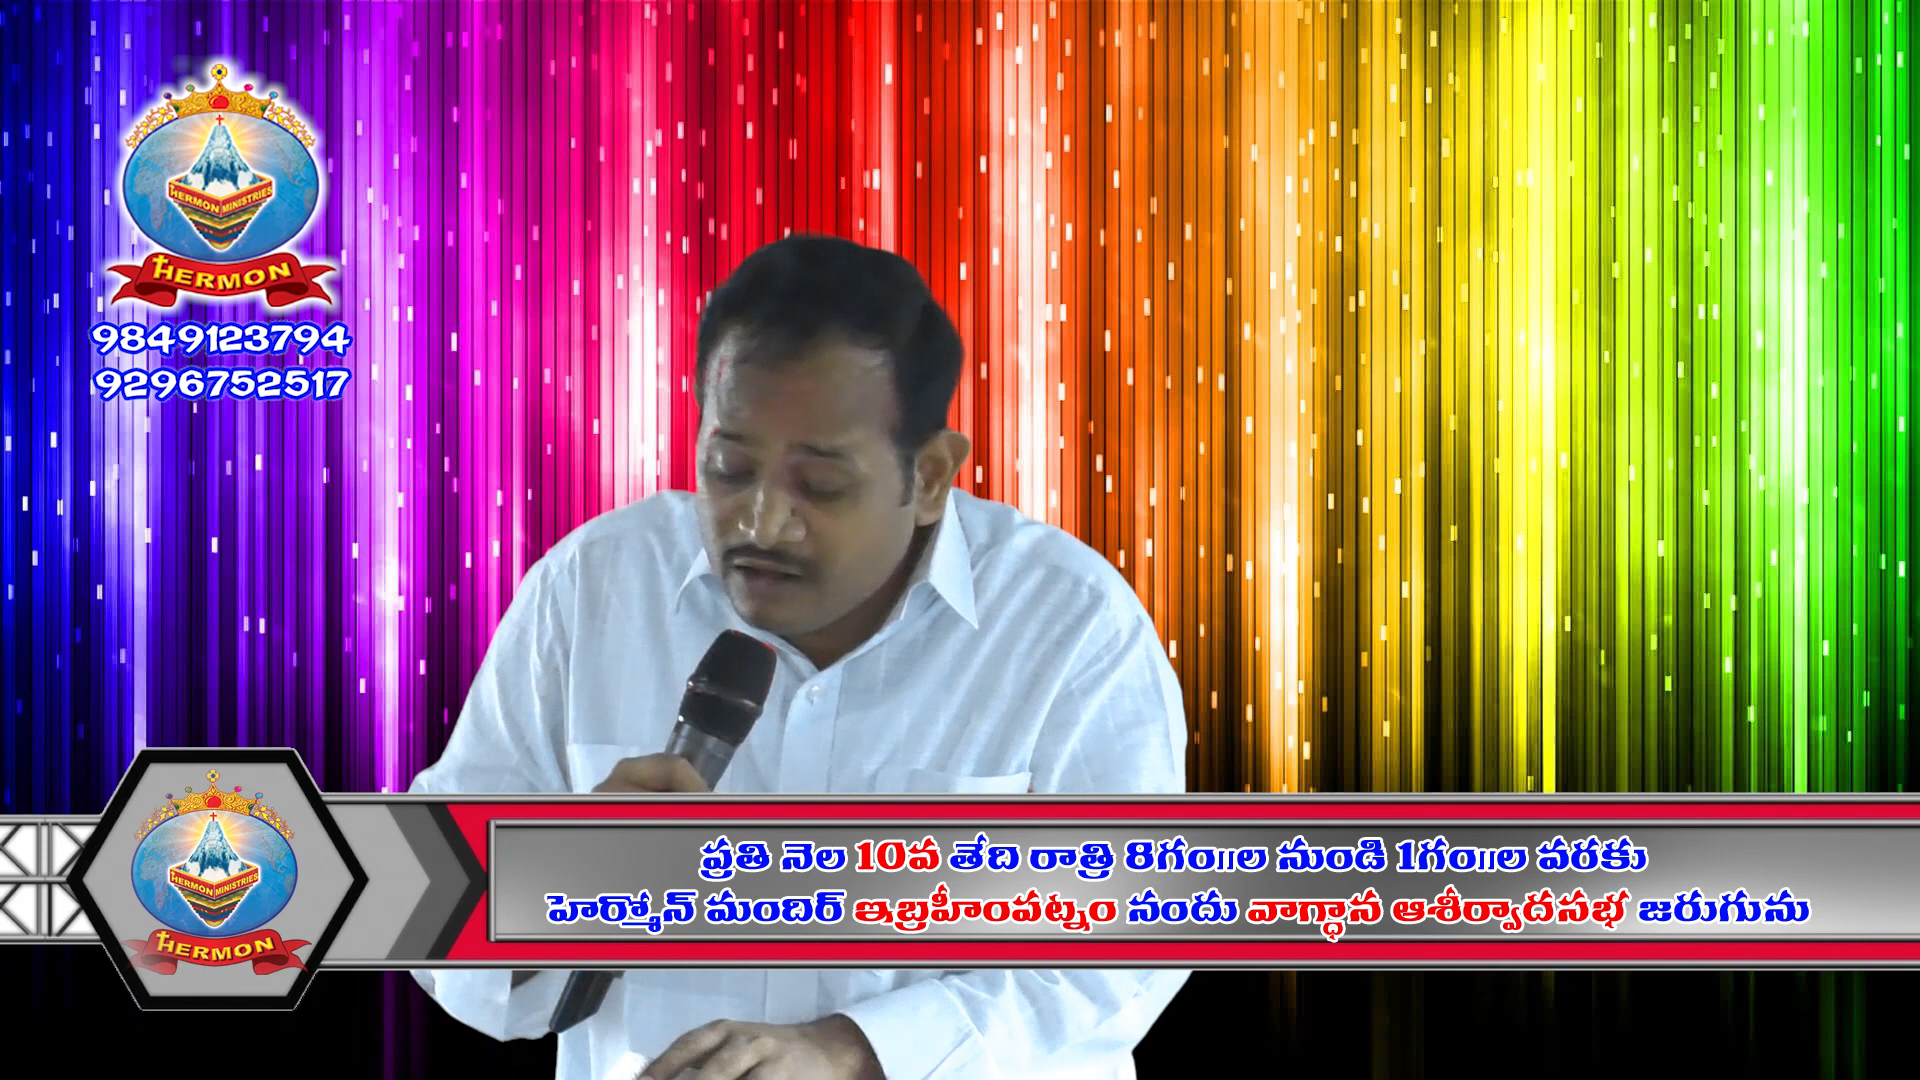 HERMON MINISTRIES
HERMON
9849123794
9296752517
ప్రతి నెల 10వ తేది రాత్రి 8గం॥ల నుండి 1గం॥ల వరకు
హెర్మోన్ మందిర్ ఇబ్రహీంపట్నం నందు వాగ్ధాన ఆశీర్వాదసభ జరుగును
HERMON MINISTRIES
HERMON